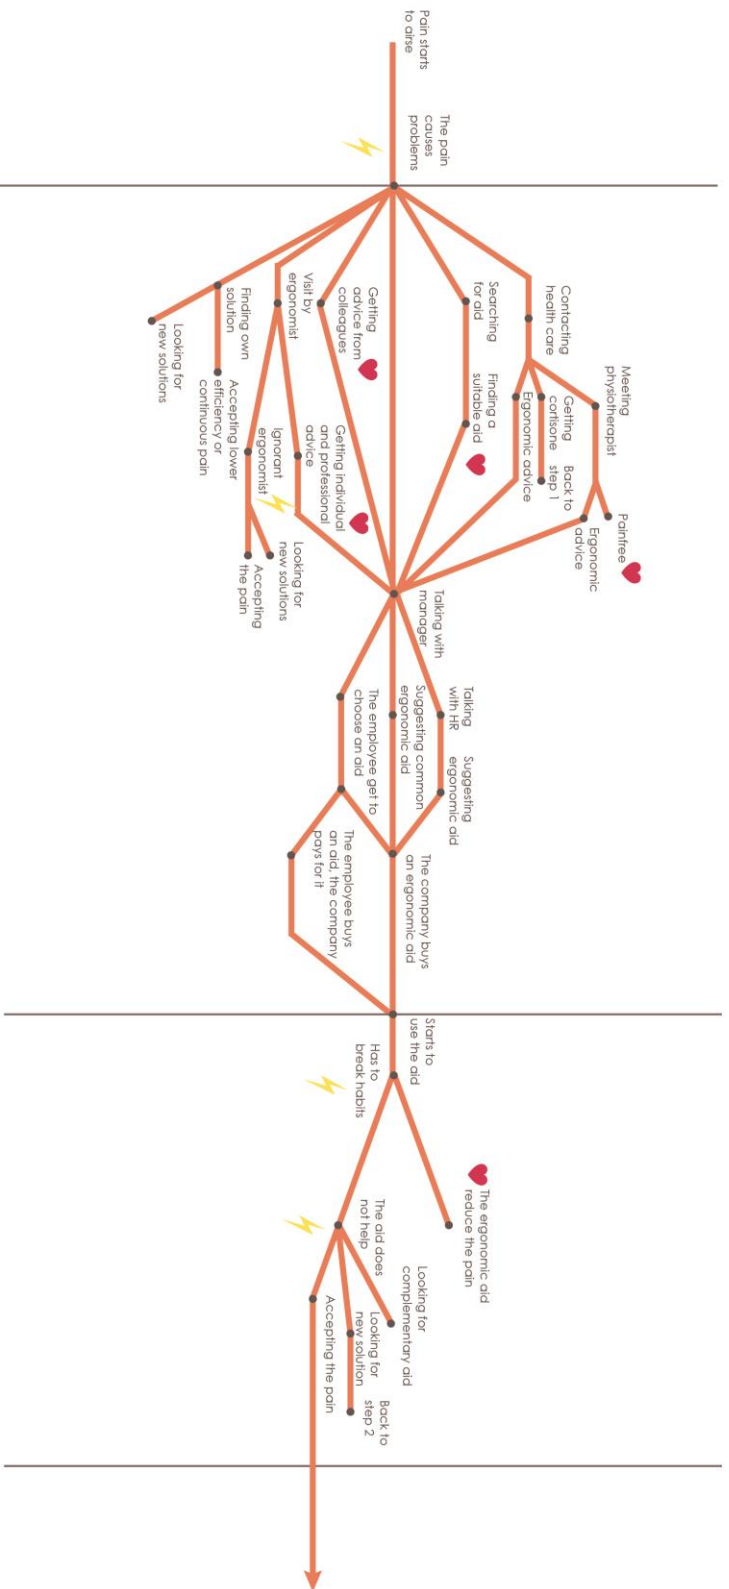 Pain starts
to airse
The pain
causes
problems
Contacting
health care
Meeting
physiotherapist
Painfree
Ergonomic
advice
Getting
cortisone
Back to
step 1
Ergonomic advice
Searching
for aid
Finding a
suitable aid
Getting
advice from
colleagues
Visit by
ergonomist
Getting individual
and professional
advice
Ignorant
ergonomist
Looking for
new solutions
Accepting
the pain
Finding own
solution
Accepting lower
efficiency or
continuous pain
Looking for
new solutions
Talking with
manager
Talking
with HR
Suggesting
ergonomic aid
Suggesting common
ergonomic aid
The employee get to
choose an aid
The company buys
an ergonomic aid
The employee buys
an aid, the company
pays for it
Starts to
use the aid
Has to
break habits
The ergonomic aid
reduce the pain
The aid does
not help
Looking for
complementary aid
Looking for
new solution
Back to
step 2
Accepting the pain